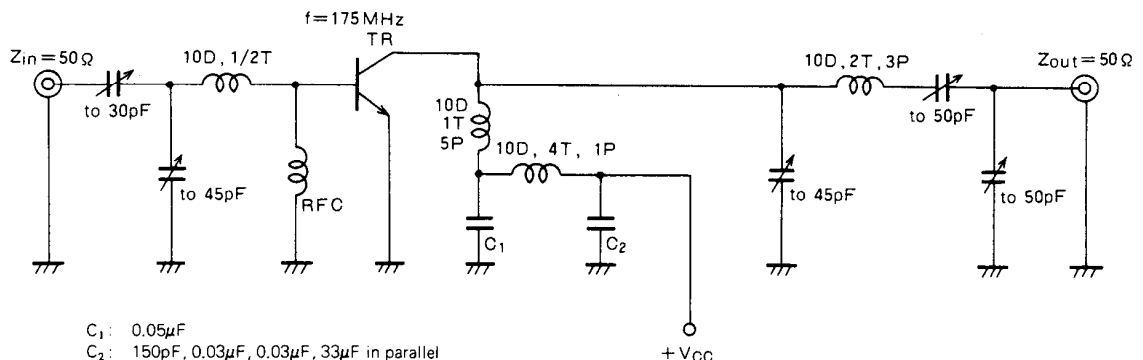 f=175MHz
TR
Zin=50Ω
10D, 1/2T
10D, 2T, 3P
Zout=50Ω
to 30pF
10D
1T
5P
to 50pF
10D, 4T, 1P
to 45pF
RFC
to 45pF
to 50pF
C₁
C₂
C₁: 0.05μF
C₂: 150pF, 0.03μF, 0.03μF, 33μF in parallel
+VCC